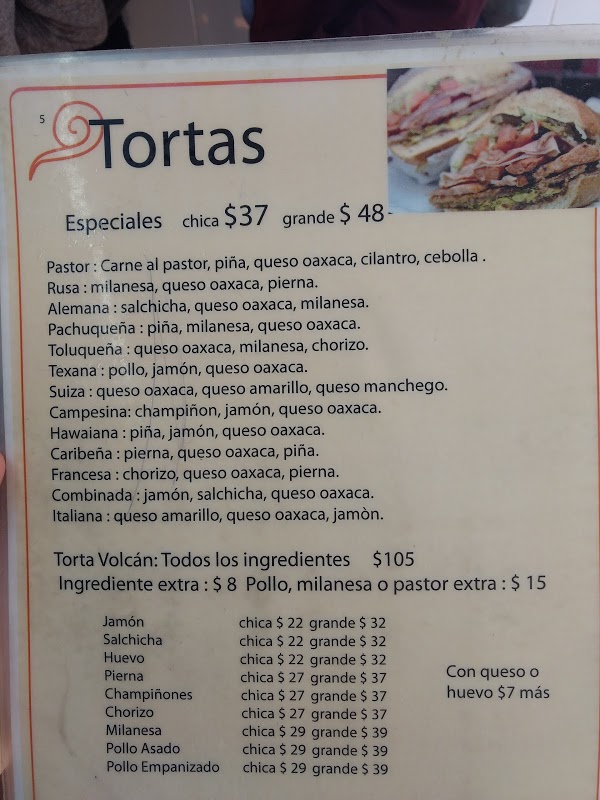 5
Tortas
Especiales chica $37 grande $ 48
Pastor : Carne al pastor, piña, queso oaxaca, cilantro, cebolla .
Rusa : milanesa, queso oaxaca, pierna.
Alemana : salchicha, queso oaxaca, milanesa.
Pachuqueña : piña, milanesa, queso oaxaca.
Toluqueña : queso oaxaca, milanesa, chorizo.
Texana : pollo, jamón, queso oaxaca.
Suiza : queso oaxaca, queso amarillo, queso manchego.
Campesina: champiñon, jamón, queso oaxaca.
Hawaiana : piña, jamón, queso oaxaca.
Caribeña : pierna, queso oaxaca, piña.
Francesa : chorizo, queso oaxaca, pierna.
Combinada : jamón, salchicha, queso oaxaca.
Italiana : queso amarillo, queso oaxaca, jamòn.
Torta Volcán: Todos los ingredientes $105
Ingrediente extra : $ 8 Pollo, milanesa o pastor extra : $ 15
Jamón chica $ 22 grande $ 32
Salchicha chica $ 22 grande $ 32
Huevo chica $ 22 grande $ 32
Pierna chica $ 27 grande $ 37
Champiñones chica $ 27 grande $ 37
Chorizo chica $ 27 grande $ 37
Milanesa chica $ 29 grande $ 39
Pollo Asado chica $ 29 grande $ 39
Pollo Empanizado chica $ 29 grande $ 39
Con queso o
huevo $7 más